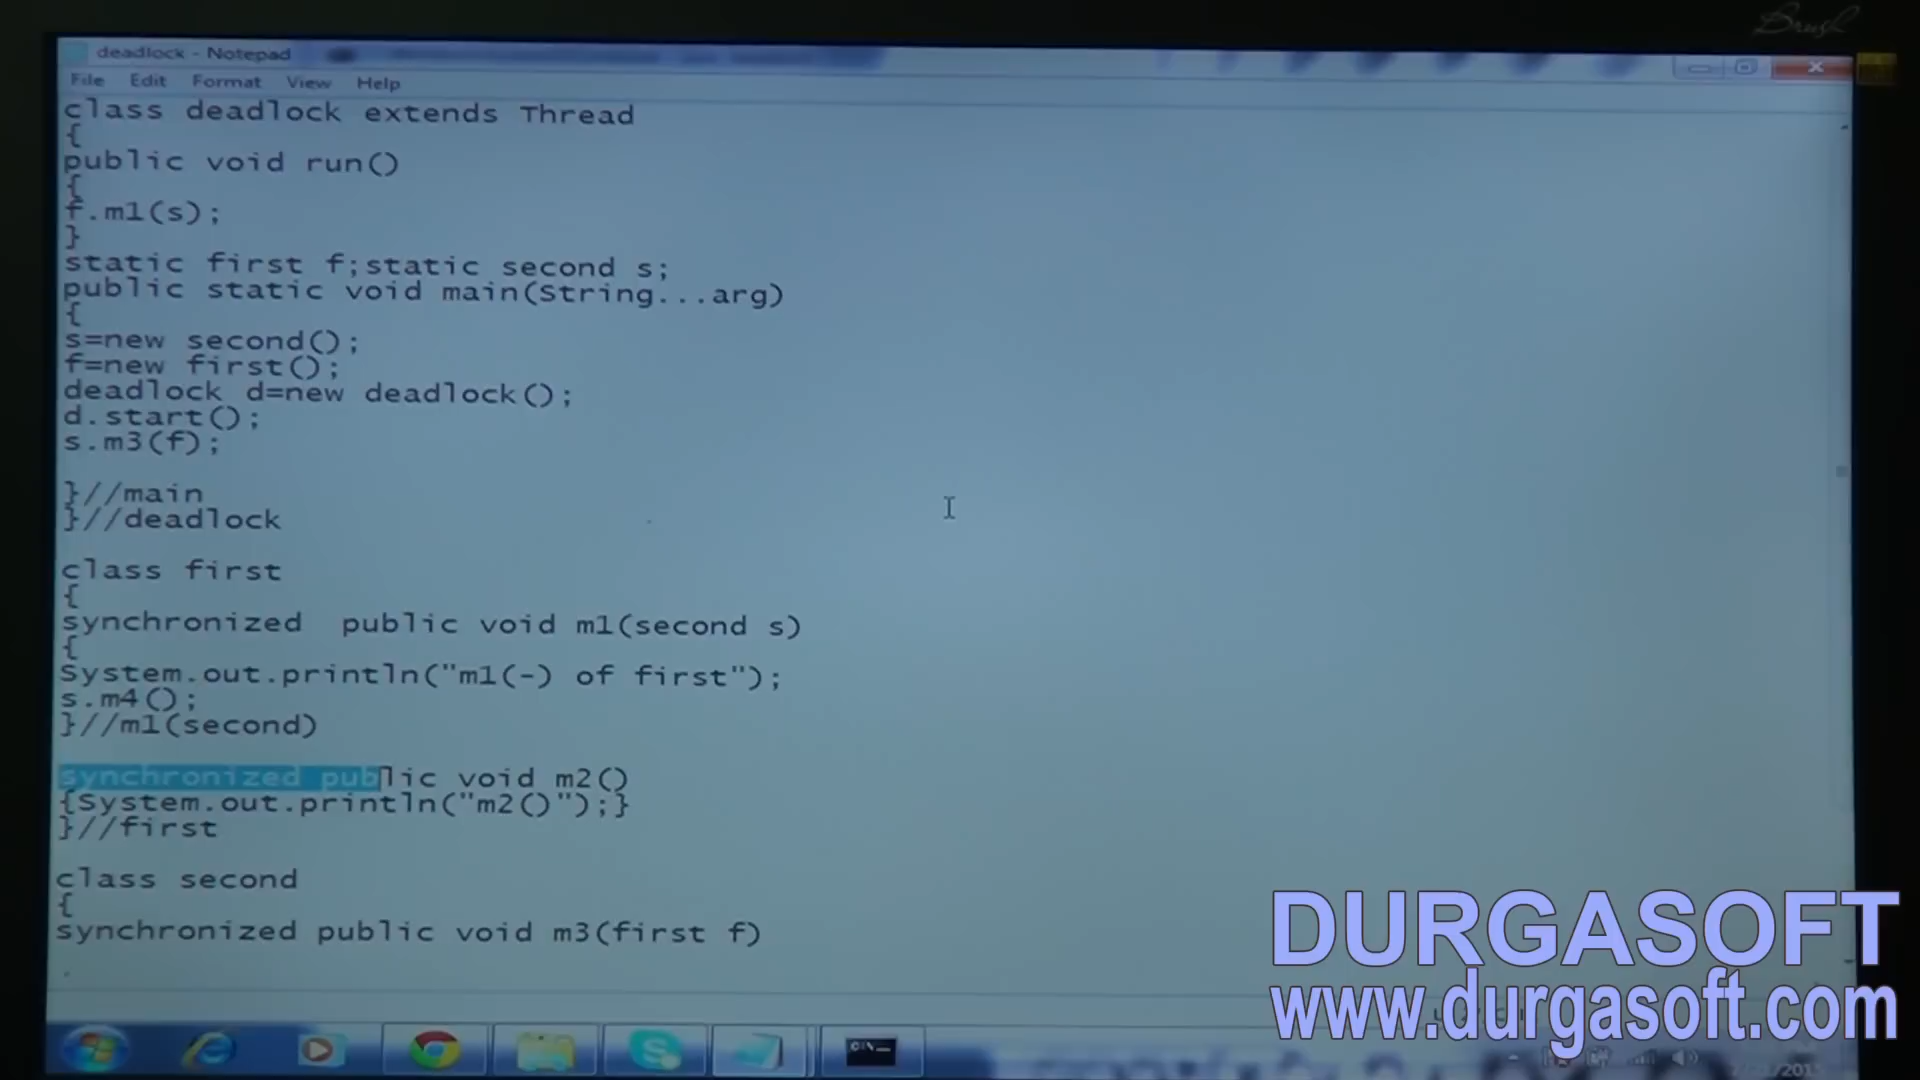 Brush
deadlock - Notepad
File Edit Format View Help
class deadlock extends Thread
{
public void run()
{
f.m1(s);
}
static first f;static second s;
public static void main(String...arg)
{
s=new second();
f=new first();
deadlock d=new deadlock();
d.start();
s.m3(f);
}//main
}//deadlock
class first
{
synchronized  public void m1(second s)
{
System.out.println("m1(-) of first");
s.m4();
}//m1(second)
synchronized public void m2()
{System.out.println("m2()");}
}//first
class second
{
synchronized public void m3(first f)
DURGASOFT
www.durgasoft.com